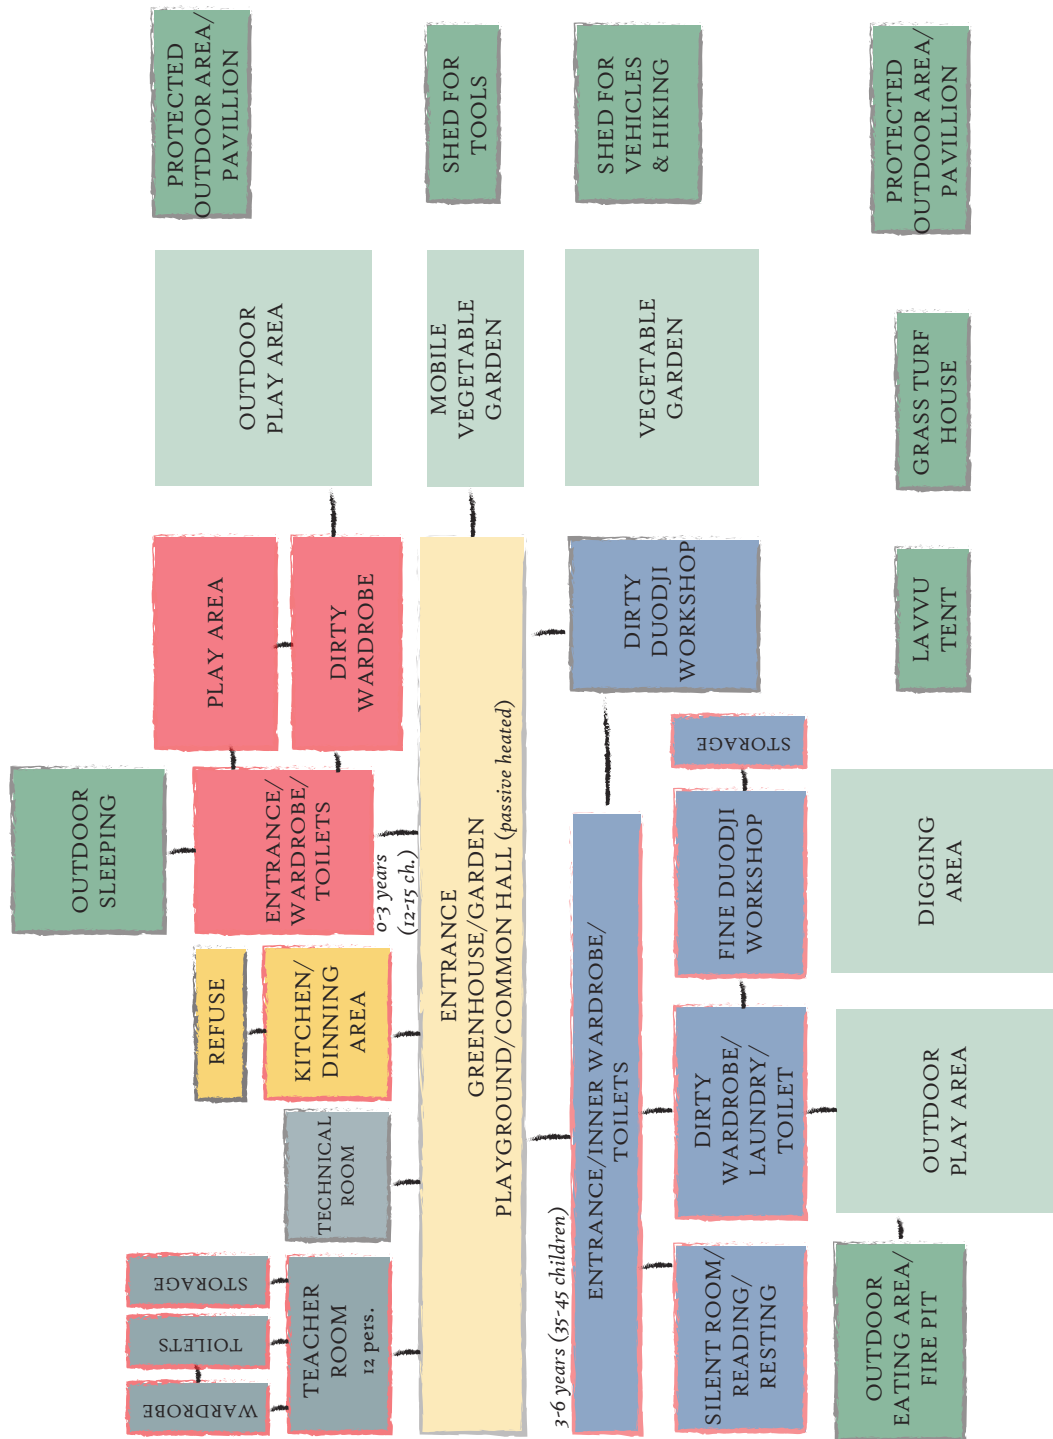 PROTECTED
OUTDOOR AREA/
PAVILLION
SHED FOR
TOOLS
SHED FOR
VEHICLES
& HIKING
PROTECTED
OUTDOOR AREA/
PAVILLION
OUTDOOR
PLAY AREA
MOBILE
VEGETABLE
GARDEN
VEGETABLE
GARDEN
GRASS TURF
HOUSE
PLAY AREA
DIRTY
WARDROBE
DIRTY
DUODJI
WORKSHOP
LAVVU
TENT
OUTDOOR
SLEEPING
ENTRANCE/
WARDROBE/
TOILETS
0-3 years
(12-15 ch.)
ENTRANCE
GREENHOUSE/GARDEN
PLAYGROUND/COMMON HALL (passive heated)
STORAGE
FINE DUODJI
WORKSHOP
DIGGING
AREA
REFUSE
KITCHEN/
DINNING
AREA
ENTRANCE/INNER WARDROBE/
TOILETS
3-6 years (35-45 children)
DIRTY
WARDROBE/
LAUNDRY/
TOILET
OUTDOOR
PLAY AREA
TECHNICAL
ROOM
STORAGE
TOILETS
WARDROBE
TEACHER
ROOM
12 pers.
SILENT ROOM/
READING/
RESTING
OUTDOOR
EATING AREA/
FIRE PIT